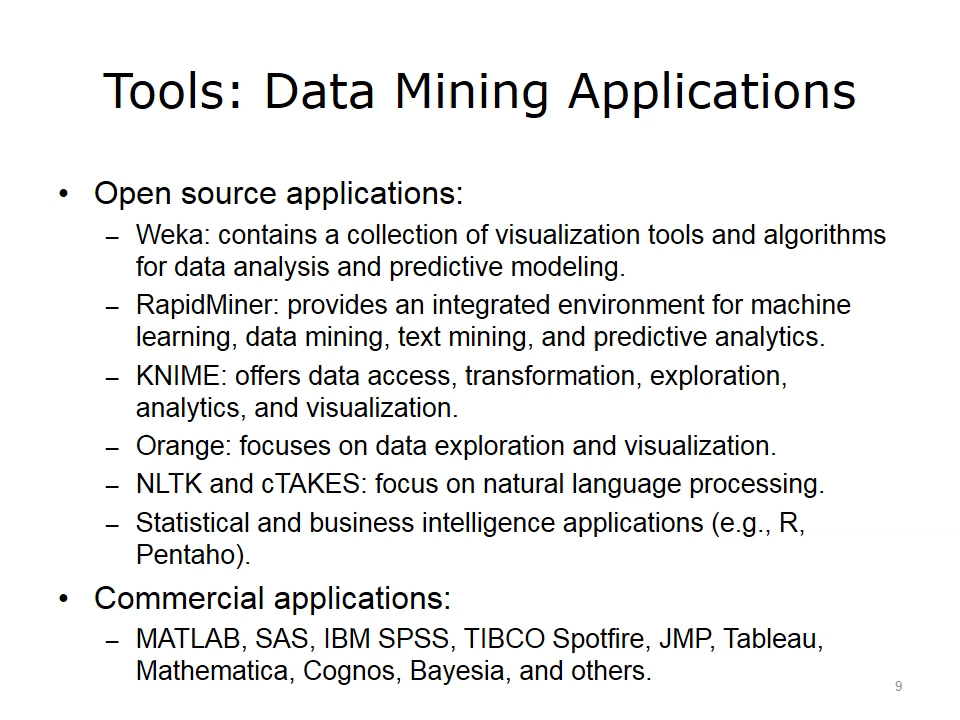 Tools: Data Mining Applications
• Open source applications:
– Weka: contains a collection of visualization tools and algorithms
for data analysis and predictive modeling.
– RapidMiner: provides an integrated environment for machine
learning, data mining, text mining, and predictive analytics.
– KNIME: offers data access, transformation, exploration,
analytics, and visualization.
– Orange: focuses on data exploration and visualization.
– NLTK and cTAKES: focus on natural language processing.
– Statistical and business intelligence applications (e.g., R,
Pentaho).
• Commercial applications:
– MATLAB, SAS, IBM SPSS, TIBCO Spotfire, JMP, Tableau,
Mathematica, Cognos, Bayesia, and others.
9